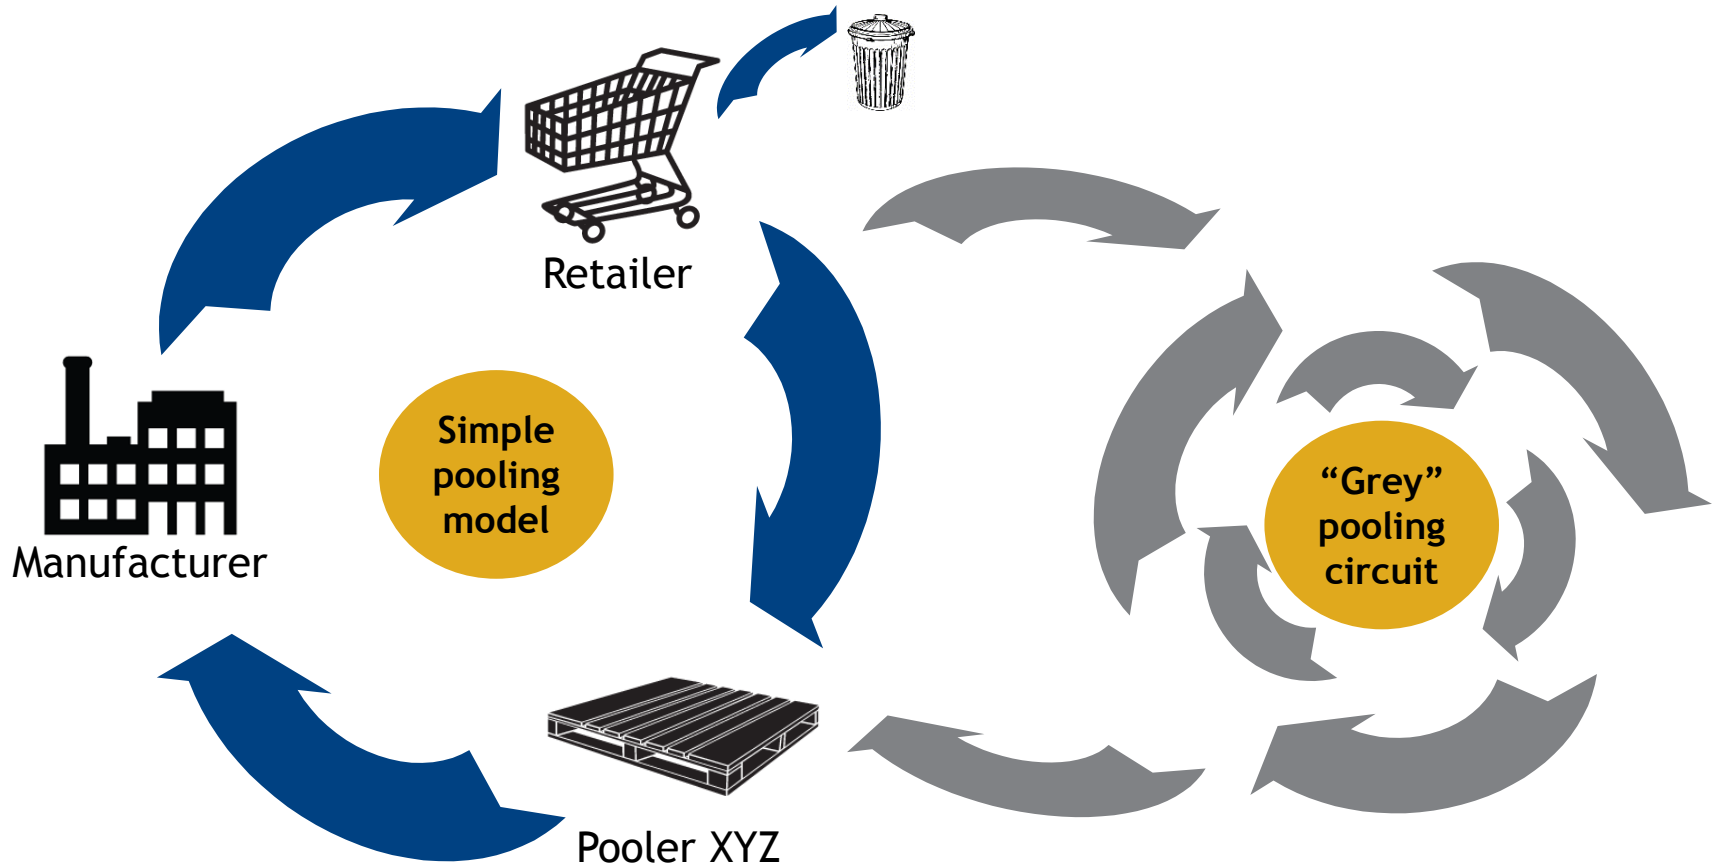 Retailer
Simple
pooling
model
“Grey”
pooling
circuit
Manufacturer
Pooler XYZ